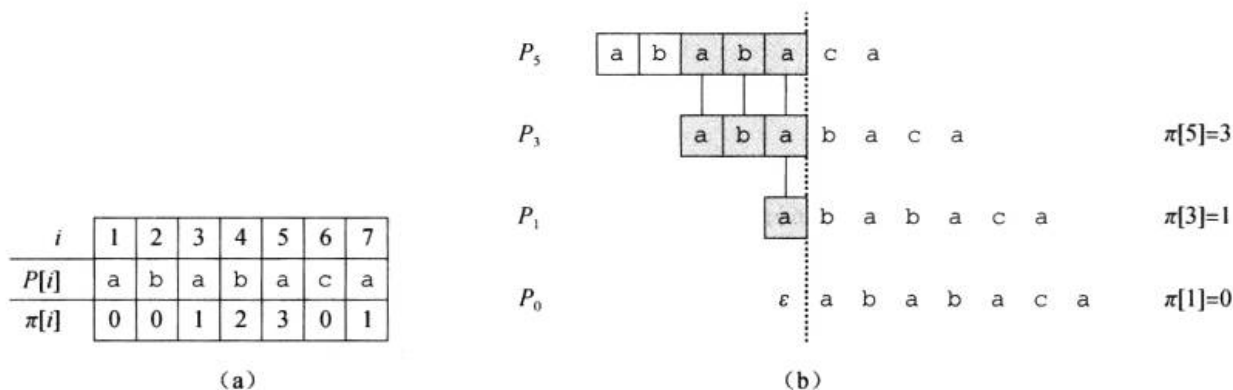 i 1 2 3 4 5 6 7
P[i] a b a b a c a
π[i] 0 0 1 2 3 0 1
(a)
P₅ a b a b a c a
P₃ a b a b a c a π[5]=3
P₁ a b a b a c a π[3]=1
P₀ ε a b a b a c a π[1]=0
(b)